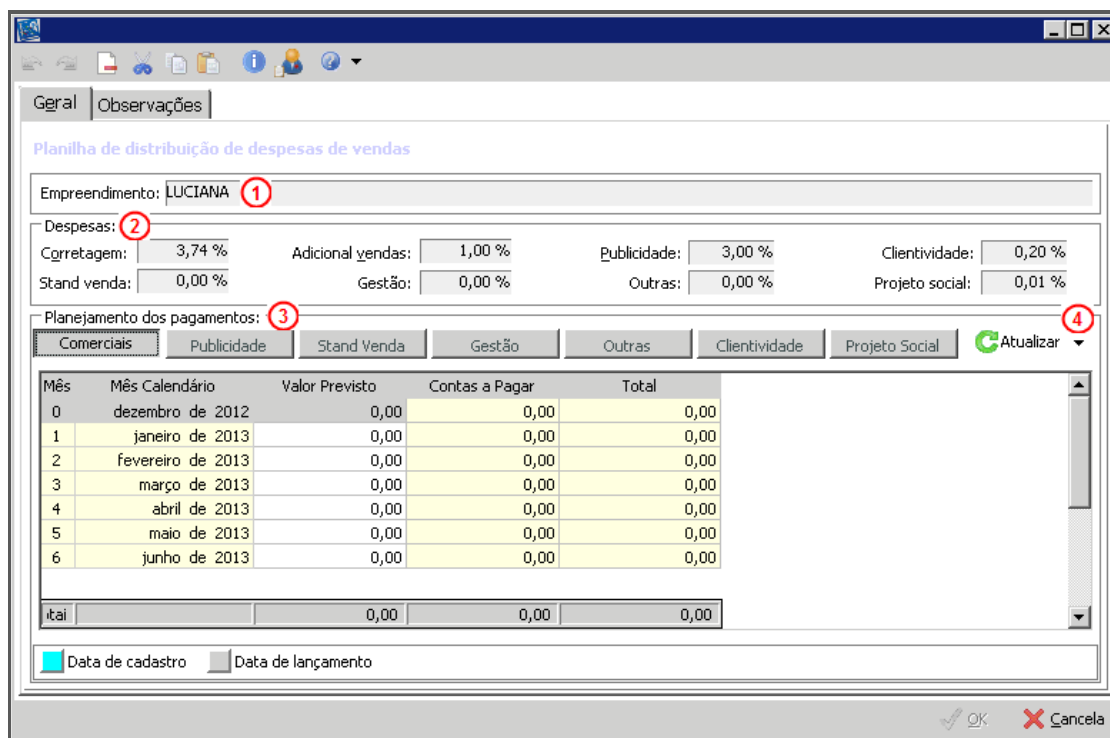 Geral Observações
Planilha de distribuição de despesas de vendas
Empreendimento: LUCIANA 1
Despesas: 2
Corretagem: 3,74 % Adicional vendas: 1,00 % Publicidade: 3,00 % Clientividade: 0,20 %
Stand venda: 0,00 % Gestão: 0,00 % Outras: 0,00 % Projeto social: 0,01 %
Planejamento dos pagamentos: 3 4
Comerciais Publicidade Stand Venda Gestão Outras Clientividade Projeto Social Atualizar
Mês Mês Calendário Valor Previsto Contas a Pagar Total
0 dezembro de 2012 0,00 0,00 0,00
1 janeiro de 2013 0,00 0,00 0,00
2 fevereiro de 2013 0,00 0,00 0,00
3 março de 2013 0,00 0,00 0,00
4 abril de 2013 0,00 0,00 0,00
5 maio de 2013 0,00 0,00 0,00
6 junho de 2013 0,00 0,00 0,00
0,00 0,00 0,00
Data de cadastro Data de lançamento
OK Cancela